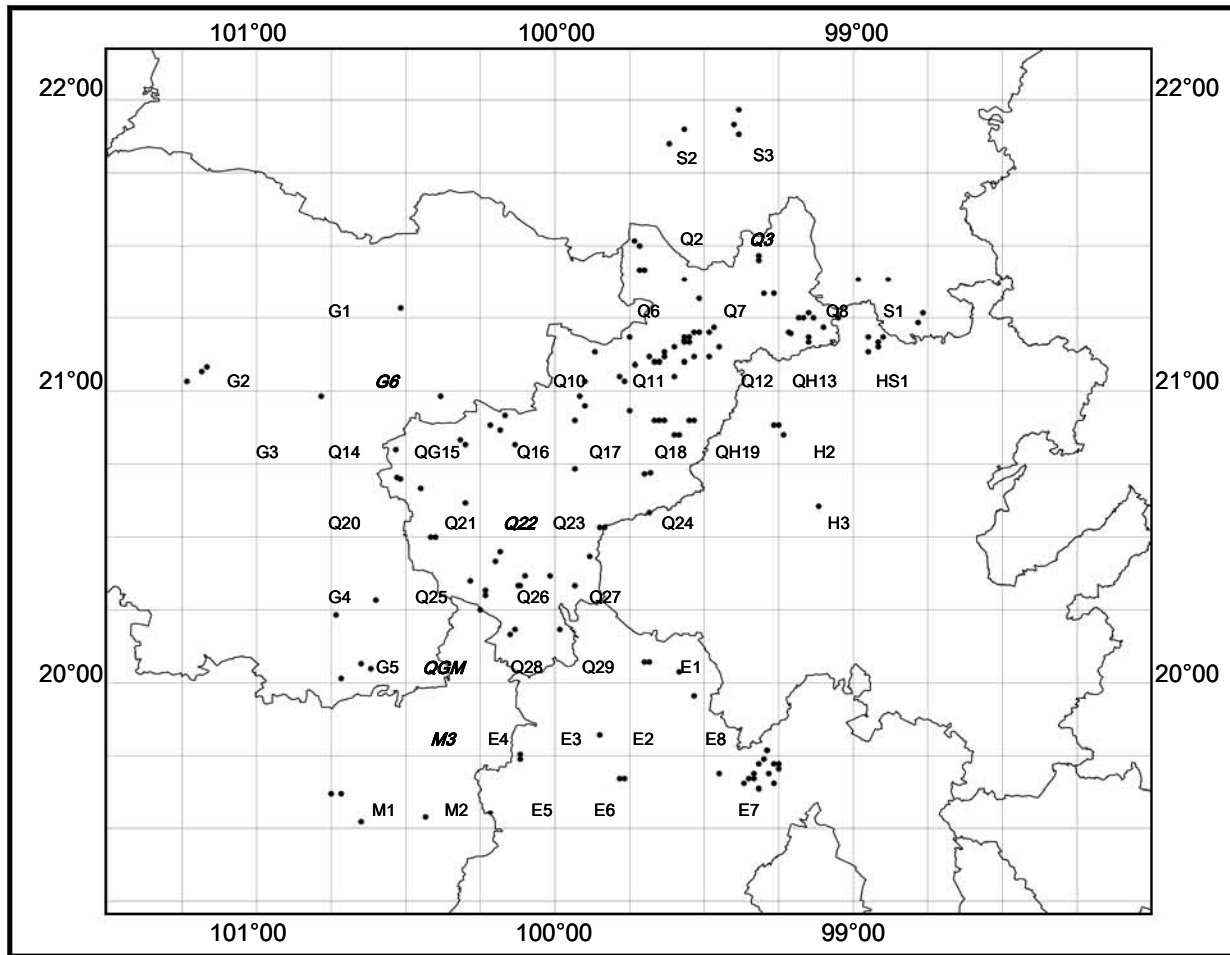 101°00 100°00 99°00
22°00 22°00
S2 S3
Q2 Q3
G1 Q6 Q7 Q8 S1
21°00 G2 G6 Q10 Q11 Q12 QH13 HS1 21°00
G3 Q14 QG15 Q16 Q17 Q18 QH19 H2
Q20 Q21 Q22 Q23 Q24 H3
G4 Q25 Q26 Q27
20°00 G5 QGM Q28 Q29 E1 20°00
M3 E4 E3 E2 E8
M1 M2 E5 E6 E7
101°00 100°00 99°00